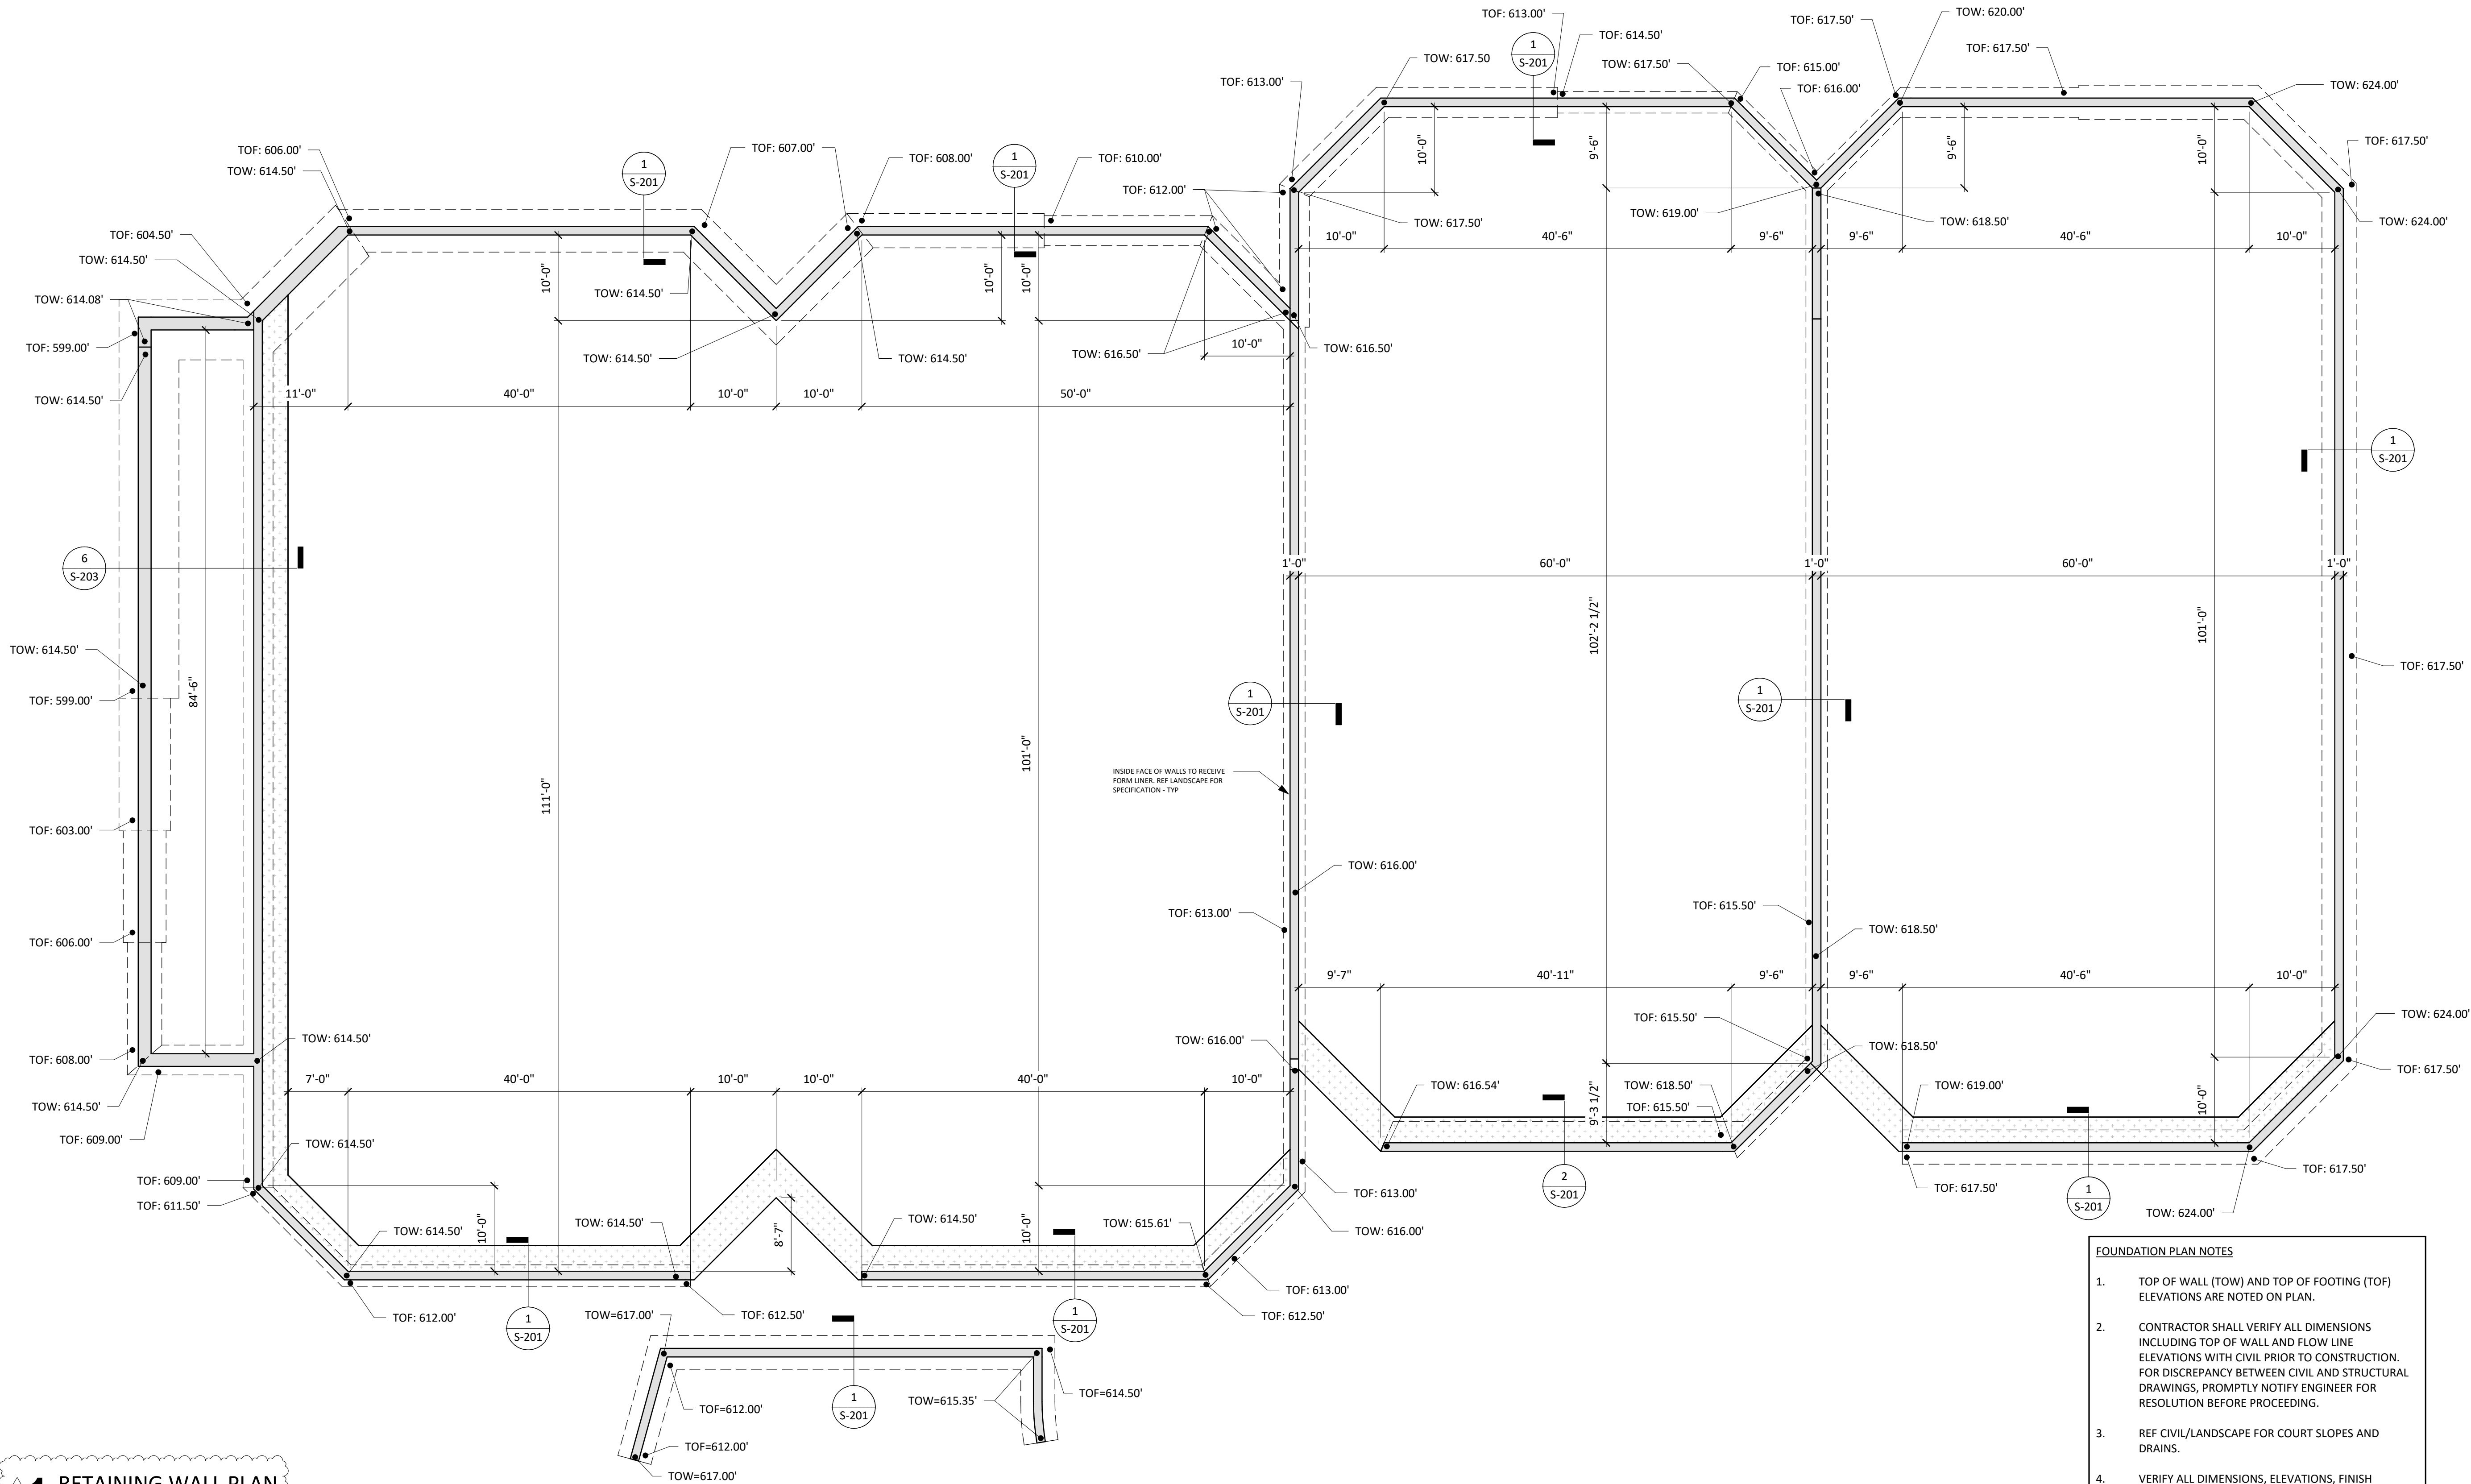 TOF: 613.00'
TOF: 617.50'
TOW: 620.00'
1
S-201
TOF: 614.50'
TOF: 617.50'
TOW: 617.50
TOW: 617.50'
TOF: 615.00'
TOF: 613.00'
TOF: 616.00'
TOW: 624.00'
10'-0"
9'-6"
9'-6"
10'-0"
TOF: 617.50'
TOF: 606.00'
TOW: 614.50'
1
S-201
TOF: 607.00'
TOF: 608.00'
1
S-201
TOF: 610.00'
TOF: 612.00'
TOW: 617.50'
TOW: 619.00'
TOW: 618.50'
TOW: 624.00'
TOF: 604.50'
TOW: 614.50'
10'-0"
40'-6"
9'-6"
9'-6"
40'-6"
10'-0"
TOW: 614.08'
10'-0"
TOW: 614.50'
10'-0"
10'-0"
TOF: 599.00'
TOW: 614.50'
TOW: 614.50'
TOW: 616.50'
10'-0"
TOW: 616.50'
TOW: 614.50'
11'-0"
40'-0"
10'-0"
10'-0"
50'-0"
1
S-201
6
S-203
1'-0"
60'-0"
1'-0"
60'-0"
1'-0"
102'-2 1/2"
101'-0"
TOW: 614.50'
TOF: 617.50'
TOF: 599.00'
84'-6"
1
S-201
1
S-201
101'-0"
111'-0"
INSIDE FACE OF WALLS TO RECEIVE
FORM LINER. REF LANDSCAPE FOR
SPECIFICATION - TYP
TOF: 603.00'
TOW: 616.00'
TOF: 613.00'
TOF: 615.50'
TOW: 618.50'
TOF: 606.00'
9'-7"
40'-11"
9'-6"
9'-6"
40'-6"
10'-0"
TOF: 615.50'
TOW: 624.00'
TOW: 614.50'
TOW: 616.00'
TOW: 618.50'
TOF: 608.00'
TOF: 617.50'
7'-0"
40'-0"
10'-0"
10'-0"
40'-0"
10'-0"
TOW: 616.54'
TOW: 618.50'
TOW: 619.00'
TOW: 614.50'
TOF: 615.50'
9'-3 1/2"
10'-0"
TOF: 609.00'
TOW: 614.50'
TOF: 617.50'
TOF: 609.00'
TOF: 611.50'
TOF: 613.00'
2
S-201
TOF: 617.50'
1
S-201
TOW: 624.00'
10'-0"
TOW: 614.50'
TOW: 614.50'
8'-7"
TOW: 614.50'
10'-0"
TOW: 615.61'
TOW: 616.00'
TOF: 613.00'
TOF: 612.00'
1
S-201
TOW=617.00'
TOF: 612.50'
1
S-201
TOF: 612.50'
TOF=612.00'
1
S-201
TOW=615.35'
TOF=614.50'
TOF=612.00'
TOW=617.00'
FOUNDATION PLAN NOTES
1. TOP OF WALL (TOW) AND TOP OF FOOTING (TOF)
ELEVATIONS ARE NOTED ON PLAN.
2. CONTRACTOR SHALL VERIFY ALL DIMENSIONS
INCLUDING TOP OF WALL AND FLOW LINE
ELEVATIONS WITH CIVIL PRIOR TO CONSTRUCTION.
FOR DISCREPANCY BETWEEN CIVIL AND STRUCTURAL
DRAWINGS, PROMPTLY NOTIFY ENGINEER FOR
RESOLUTION BEFORE PROCEEDING.
3. REF CIVIL/LANDSCAPE FOR COURT SLOPES AND
DRAINS.
4. VERIFY ALL DIMENSIONS, ELEVATIONS, FINISH
1 RETAINING WALL PLAN